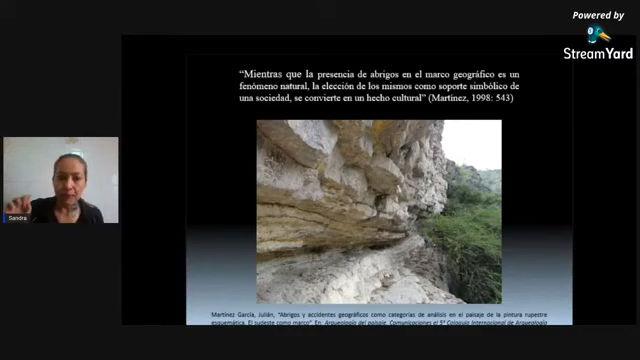 Powered by
StreamYard
“Mientras que la presencia de abrigos en el marco geográfico es un
fenómeno natural, la elección de los mismos como soporte simbólico de
una sociedad, se convierte en un hecho cultural” (Martínez, 1998: 543)
Sandra
Martínez García, Julián, "Abrigos y accidentes geográficos como categorías de análisis en el paisaje de la pintura rupestre
esquemática. El sudeste como marco". En: Arqueología del paisaje. Comunicaciones el 5º Coloquio Internacional de Arqueología